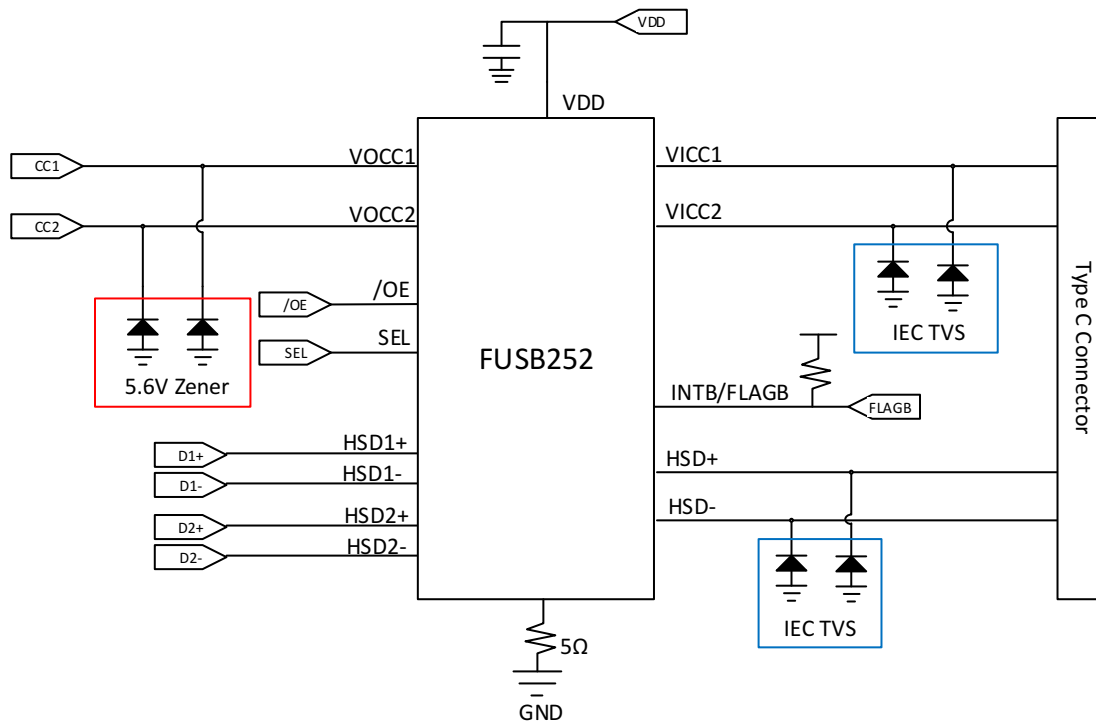 VDD
VDD
CC1
VOCC1
VICC1
CC2
VOCC2
VICC2
/OE
/OE
SEL
SEL
5.6V Zener
FUSB252
IEC TVS
Type C Connector
INTB/FLAGB
FLAGB
D1+
HSD1+
HSD+
D1-
HSD1-
D2+
HSD2+
HSD-
D2-
HSD2-
IEC TVS
5Ω
GND